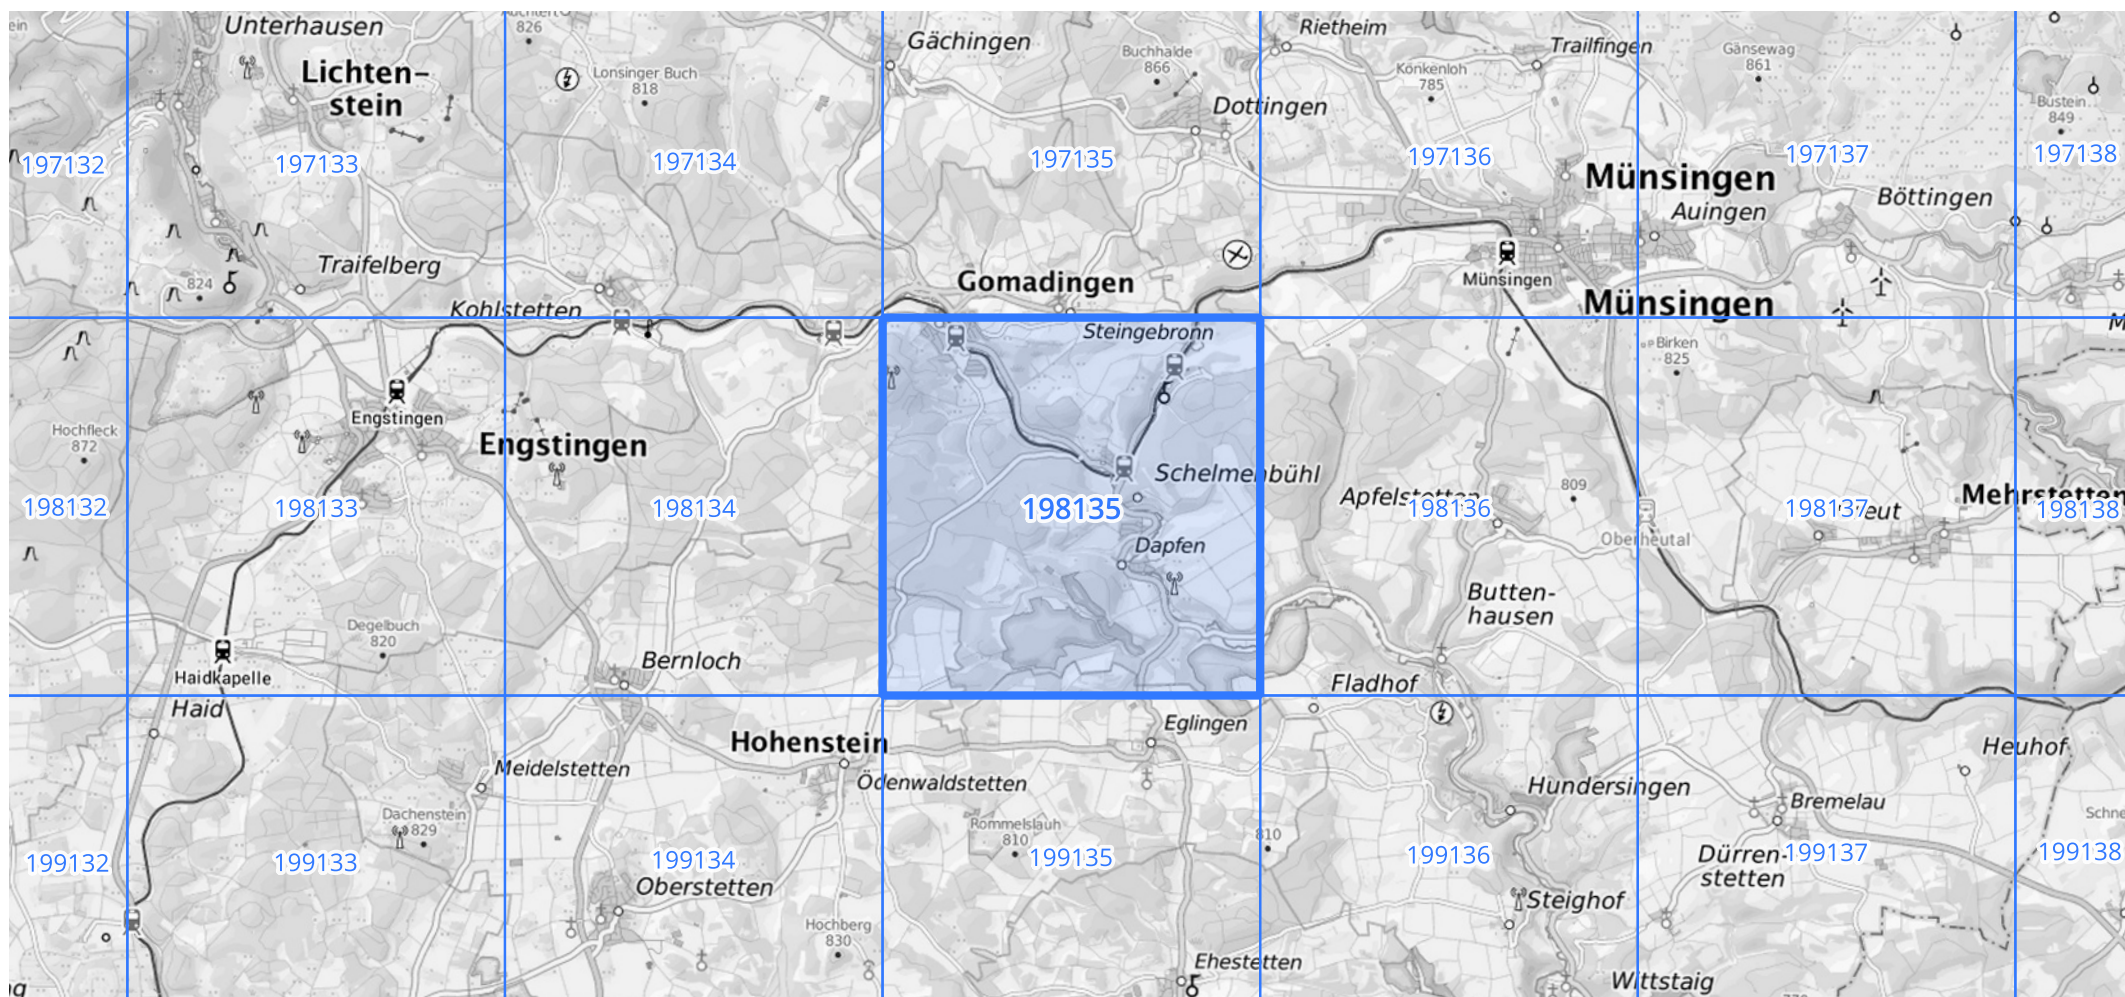 Unterhausen
826
Gächingen
Rietheim
Trailfingen
Lichten-
stein
Lonsinger Buch
818
Buchhalde
866
Konkenloh
785
Gänsewag
861
Dottingen
Bustein
849
197132
197133
197134
197135
197136
197137
197138
Münsingen
Auingen
Böttingen
Traifelberg
824
Kohlstetten
Gomadingen
Münsingen
Münsingen
Steingebronn
Birken
825
Engstingen
Hochfleck
872
Engstingen
Schelmenbühl
Apfelstetten
809
Mehrstetten
198132
198133
198134
198135
198136
198137
198138
Oberheutal
Dapfen
Degelbuch
820
Bernloch
Butten-
hausen
Haidkapelle
Fladhof
Haid
Eglingen
Hohenstein
Meidelstetten
Ödenwaldstetten
Heuhof
Hundersingen
Bremelau
Dachenstein
829
Rommelslauh
810
810
Schne
199132
199133
199134
199135
199136
199137
199138
Dürren-
stetten
Oberstetten
Steighof
Hochberg
830
Ehestetten
Wittstaig